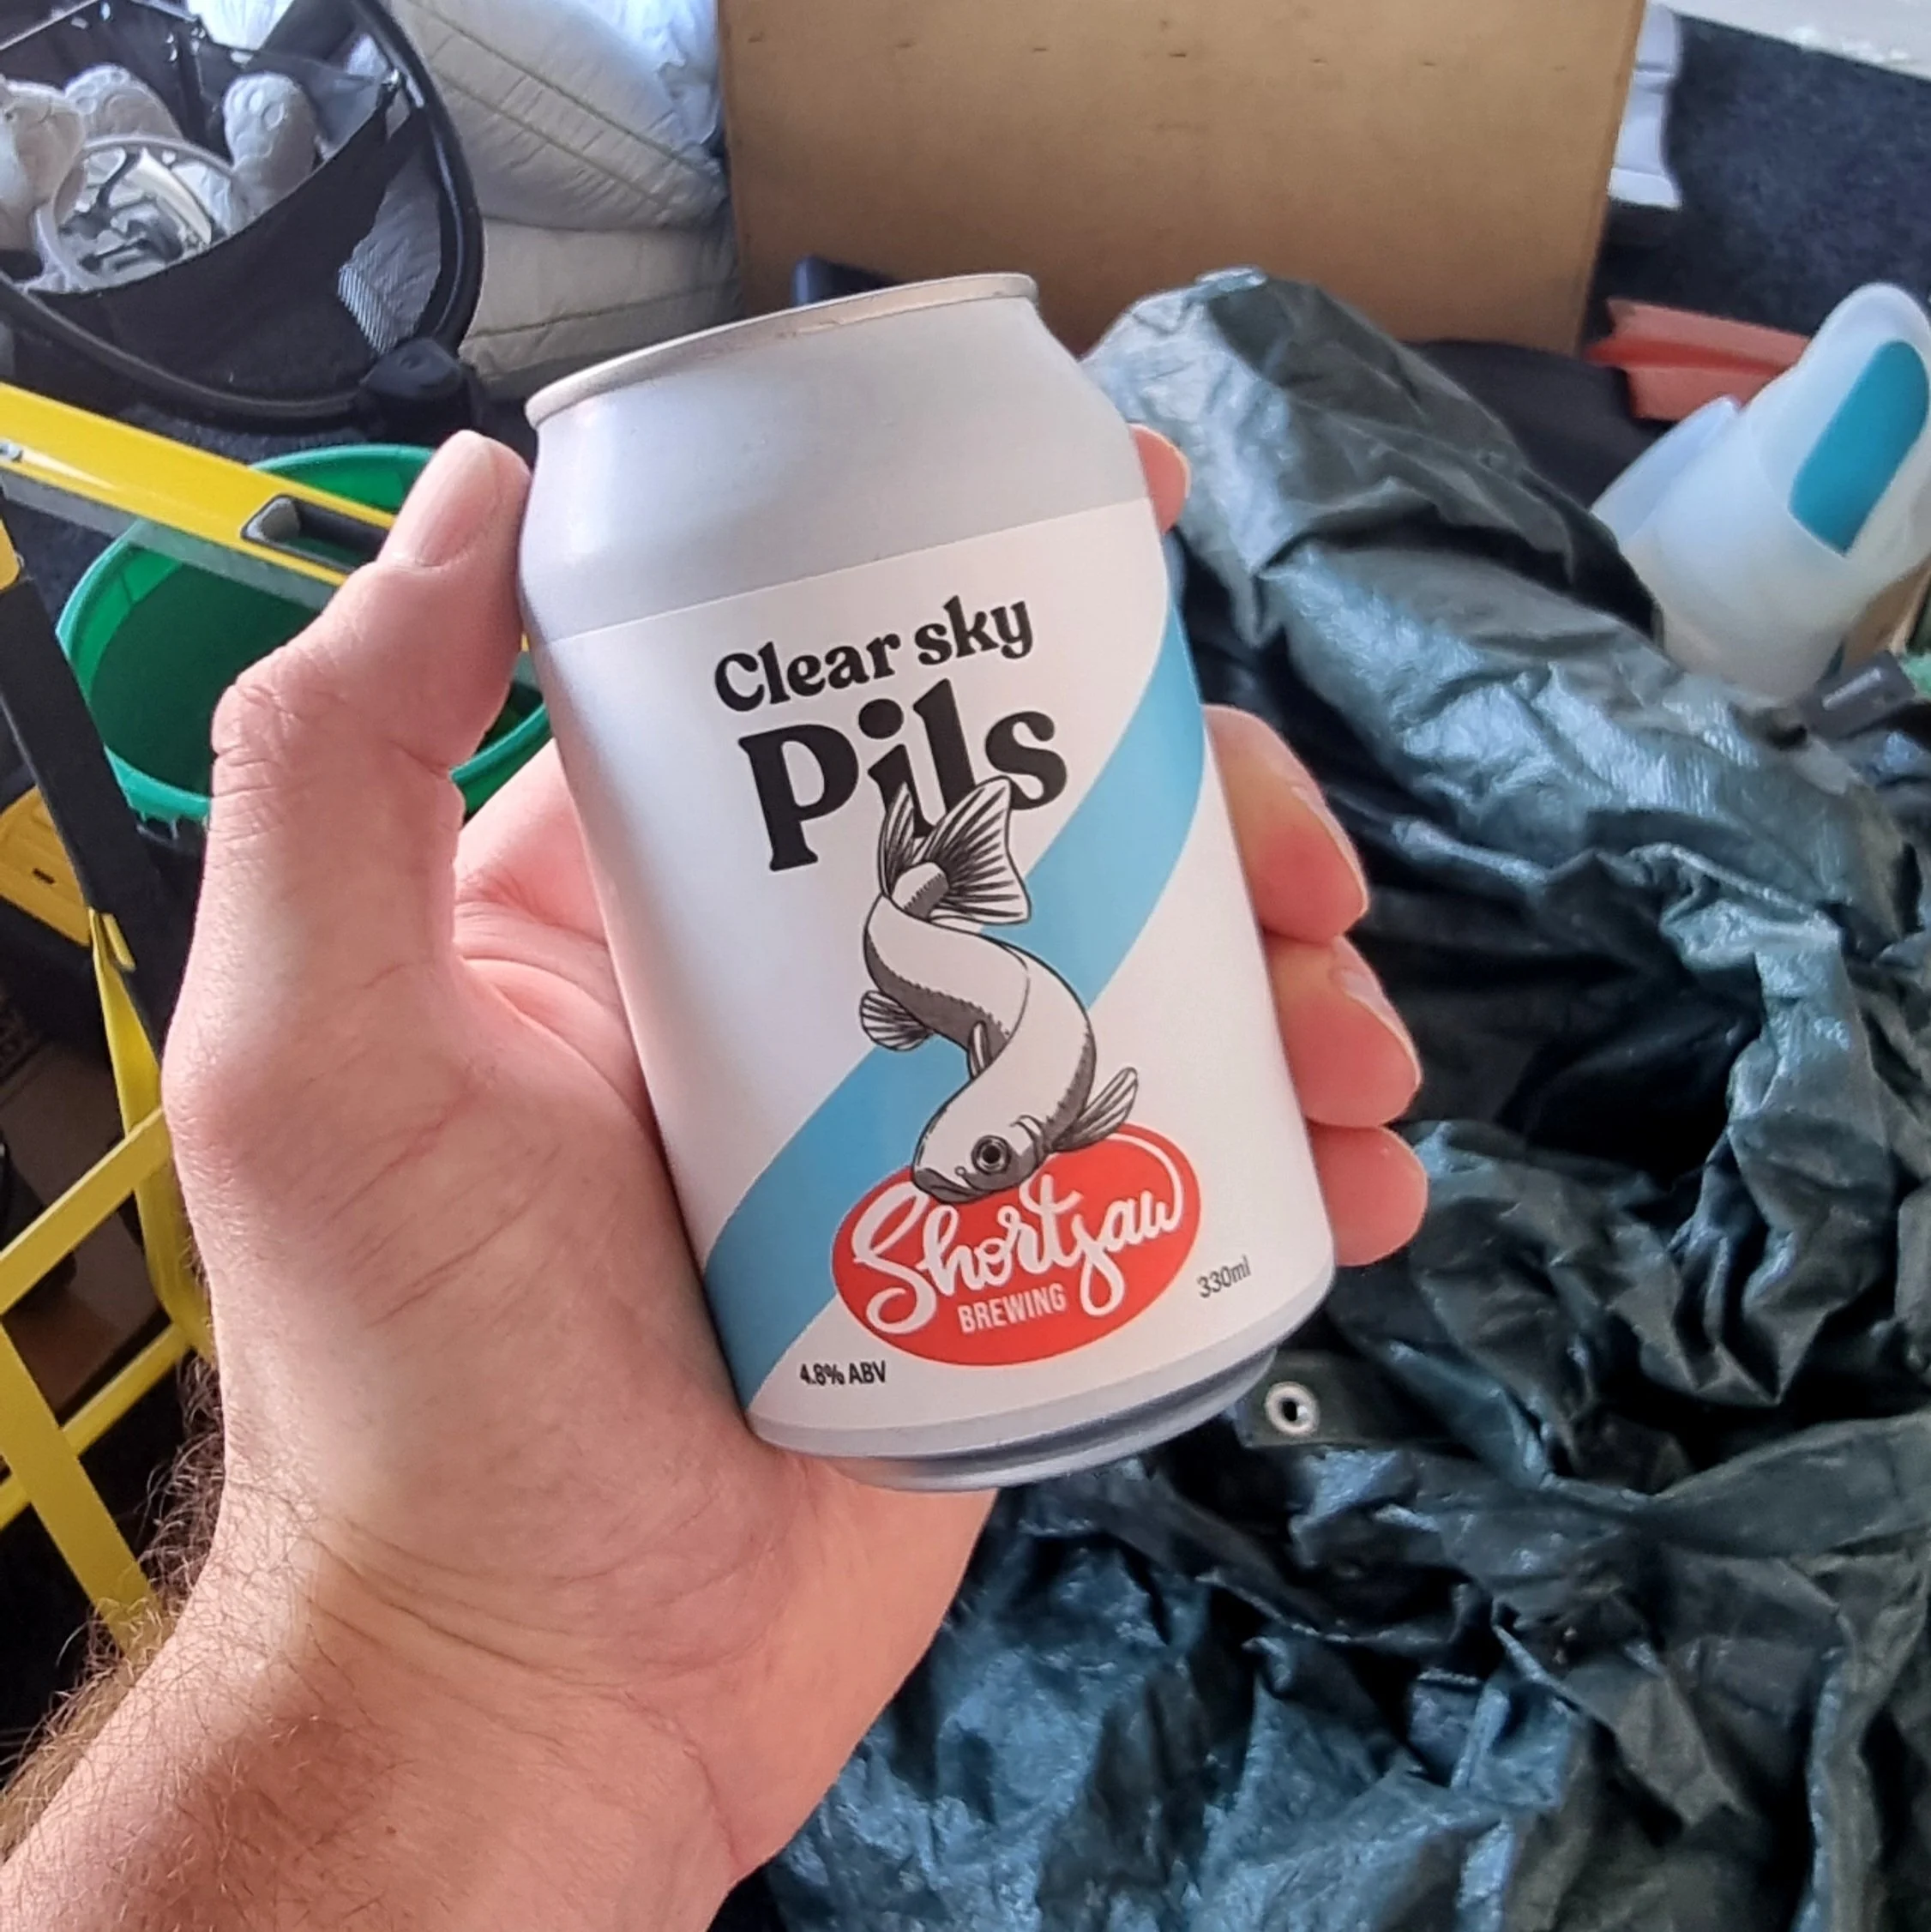 Clear sky
Pils
Shortjaw
BREWING
330ml
4.8% ABV